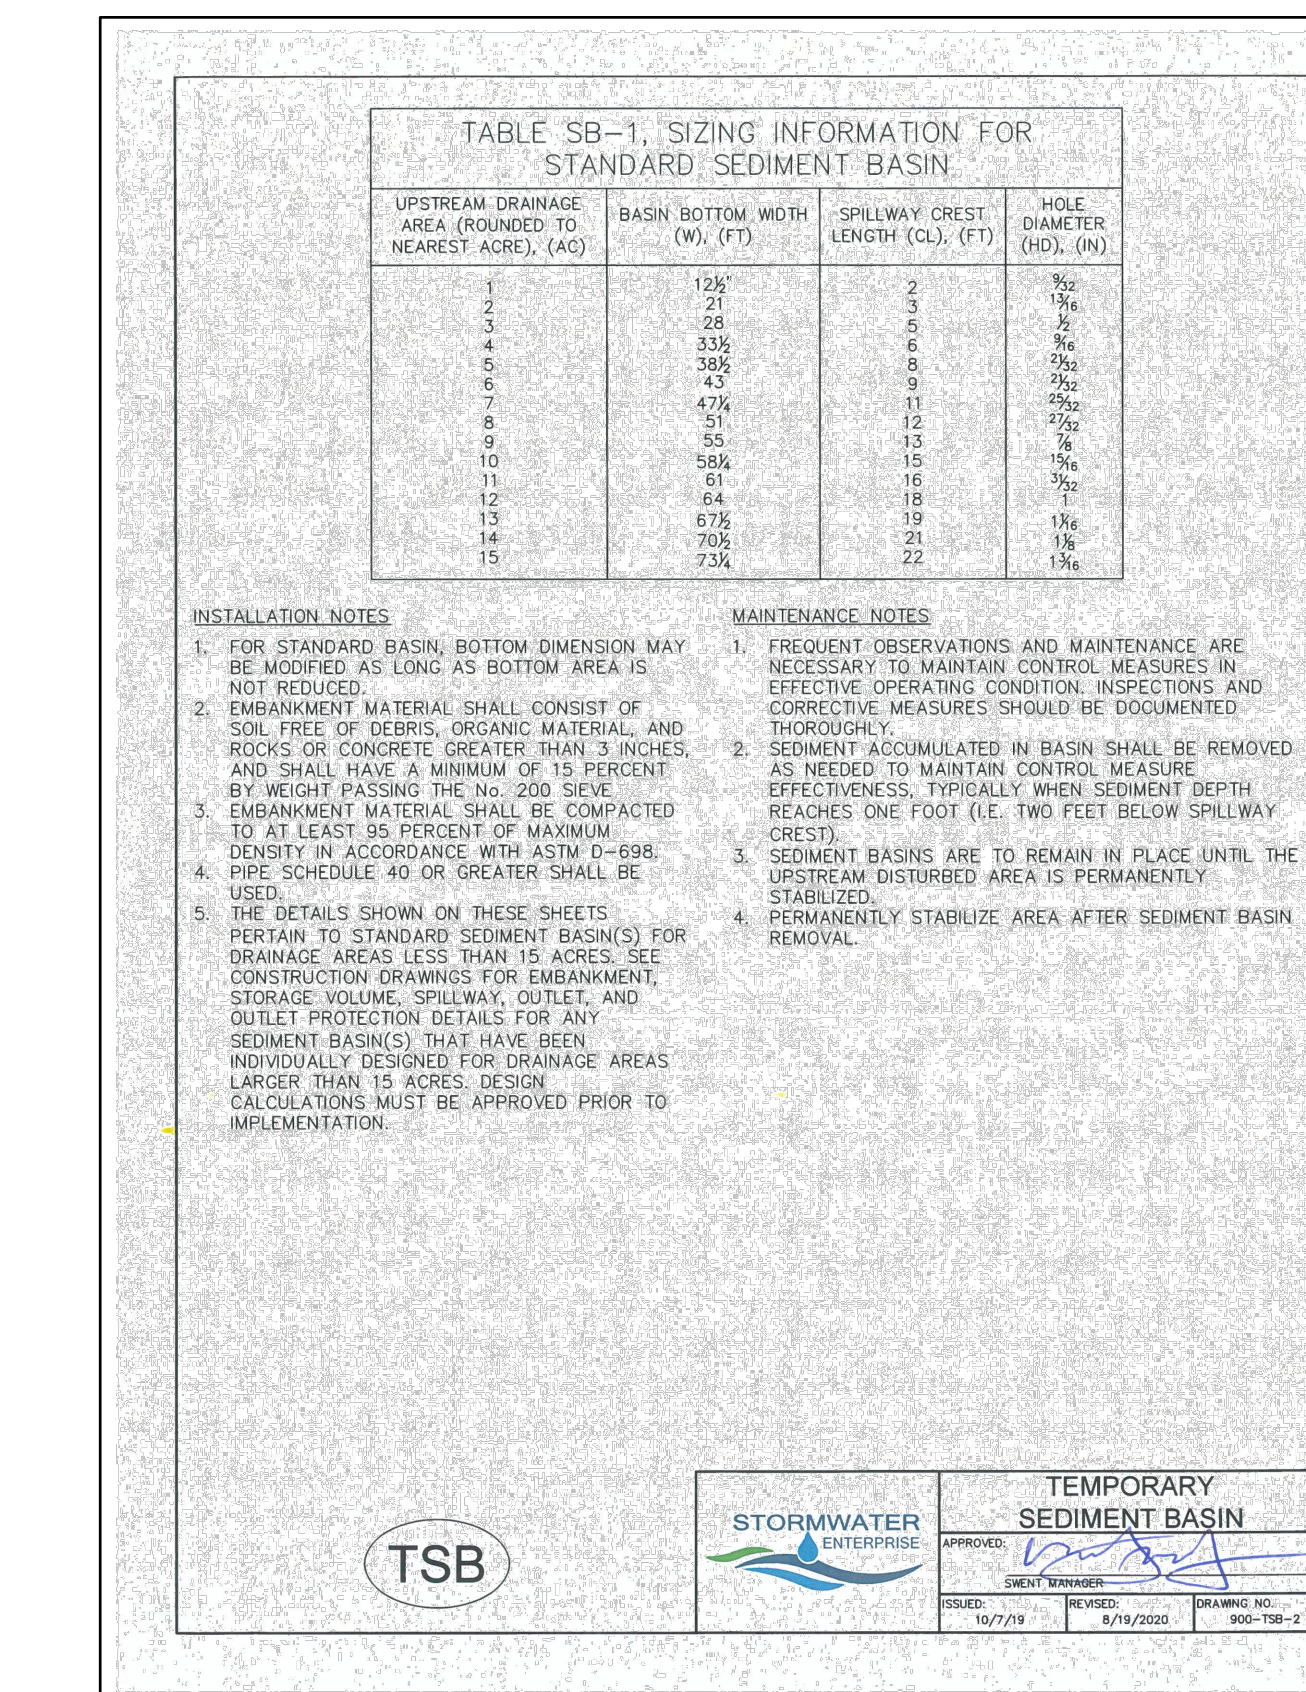 TABLE SB-1, SIZING INFORMATION FOR
STANDARD SEDIMENT BASIN
UPSTREAM DRAINAGE
AREA (ROUNDED TO
NEAREST ACRE), (AC)
BASIN BOTTOM WIDTH
(W), (FT)
SPILLWAY CREST
LENGTH (CL), (FT)
HOLE
DIAMETER
(HD), (IN)
1 12½" 2 9/32
2 21 3 13/16
3 28 5 1/2
4 33½ 6 9/16
5 38½ 8 21/32
6 43 9 21/32
7 47¼ 11 25/32
8 51 12 27/32
9 55 13 7/8
10 58¼ 15 15/16
11 61 16 31/32
12 64 18 1
13 67½ 19 1 1/16
14 70½ 21 1 1/8
15 73¼ 22 1 3/16
INSTALLATION NOTES
1. FOR STANDARD BASIN, BOTTOM DIMENSION MAY
BE MODIFIED AS LONG AS BOTTOM AREA IS
NOT REDUCED.
2. EMBANKMENT MATERIAL SHALL CONSIST OF
SOIL FREE OF DEBRIS, ORGANIC MATERIAL, AND
ROCKS OR CONCRETE GREATER THAN 3 INCHES,
AND SHALL HAVE A MINIMUM OF 15 PERCENT
BY WEIGHT PASSING THE No. 200 SIEVE
3. EMBANKMENT MATERIAL SHALL BE COMPACTED
TO AT LEAST 95 PERCENT OF MAXIMUM
DENSITY IN ACCORDANCE WITH ASTM D-698.
4. PIPE SCHEDULE 40 OR GREATER SHALL BE
USED.
5. THE DETAILS SHOWN ON THESE SHEETS
PERTAIN TO STANDARD SEDIMENT BASIN(S) FOR
DRAINAGE AREAS LESS THAN 15 ACRES. SEE
CONSTRUCTION DRAWINGS FOR EMBANKMENT,
STORAGE VOLUME, SPILLWAY, OUTLET, AND
OUTLET PROTECTION DETAILS FOR ANY
SEDIMENT BASIN(S) THAT HAVE BEEN
INDIVIDUALLY DESIGNED FOR DRAINAGE AREAS
LARGER THAN 15 ACRES. DESIGN
CALCULATIONS MUST BE APPROVED PRIOR TO
IMPLEMENTATION.
MAINTENANCE NOTES
1. FREQUENT OBSERVATIONS AND MAINTENANCE ARE
NECESSARY TO MAINTAIN CONTROL MEASURES IN
EFFECTIVE OPERATING CONDITION. INSPECTIONS AND
CORRECTIVE MEASURES SHOULD BE DOCUMENTED
THOROUGHLY.
2. SEDIMENT ACCUMULATED IN BASIN SHALL BE REMOVED
AS NEEDED TO MAINTAIN CONTROL MEASURE
EFFECTIVENESS, TYPICALLY WHEN SEDIMENT DEPTH
REACHES ONE FOOT (I.E. TWO FEET BELOW SPILLWAY
CREST).
3. SEDIMENT BASINS ARE TO REMAIN IN PLACE UNTIL THE
UPSTREAM DISTURBED AREA IS PERMANENTLY
STABILIZED.
4. PERMANENTLY STABILIZE AREA AFTER SEDIMENT BASIN
REMOVAL.
TSB
STORMWATER
ENTERPRISE
TEMPORARY
SEDIMENT BASIN
APPROVED:
SWENT MANAGER
ISSUED:
10/7/19
REVISED:
8/19/2020
DRAWING NO.
900-TSB-2